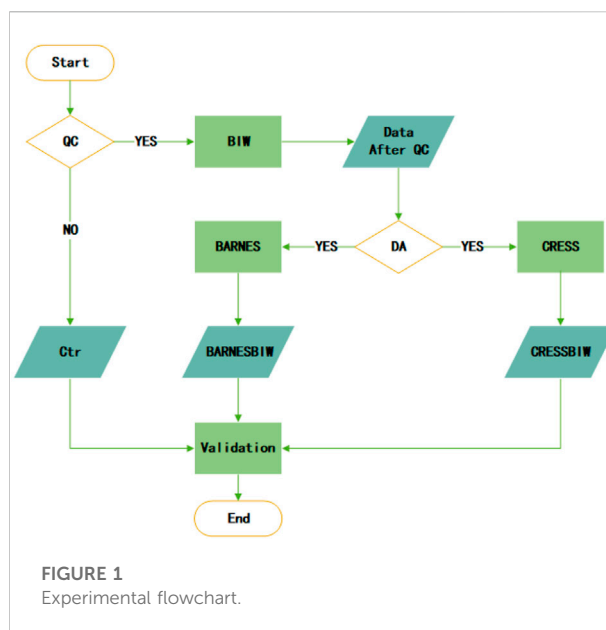 Start
QC
YES
BIW
Data
After QC
NO
BARNES
YES
DA
YES
CRESS
Ctr
BARNESBIW
CRESSBIW
Validation
End
FIGURE 1
Experimental flowchart.